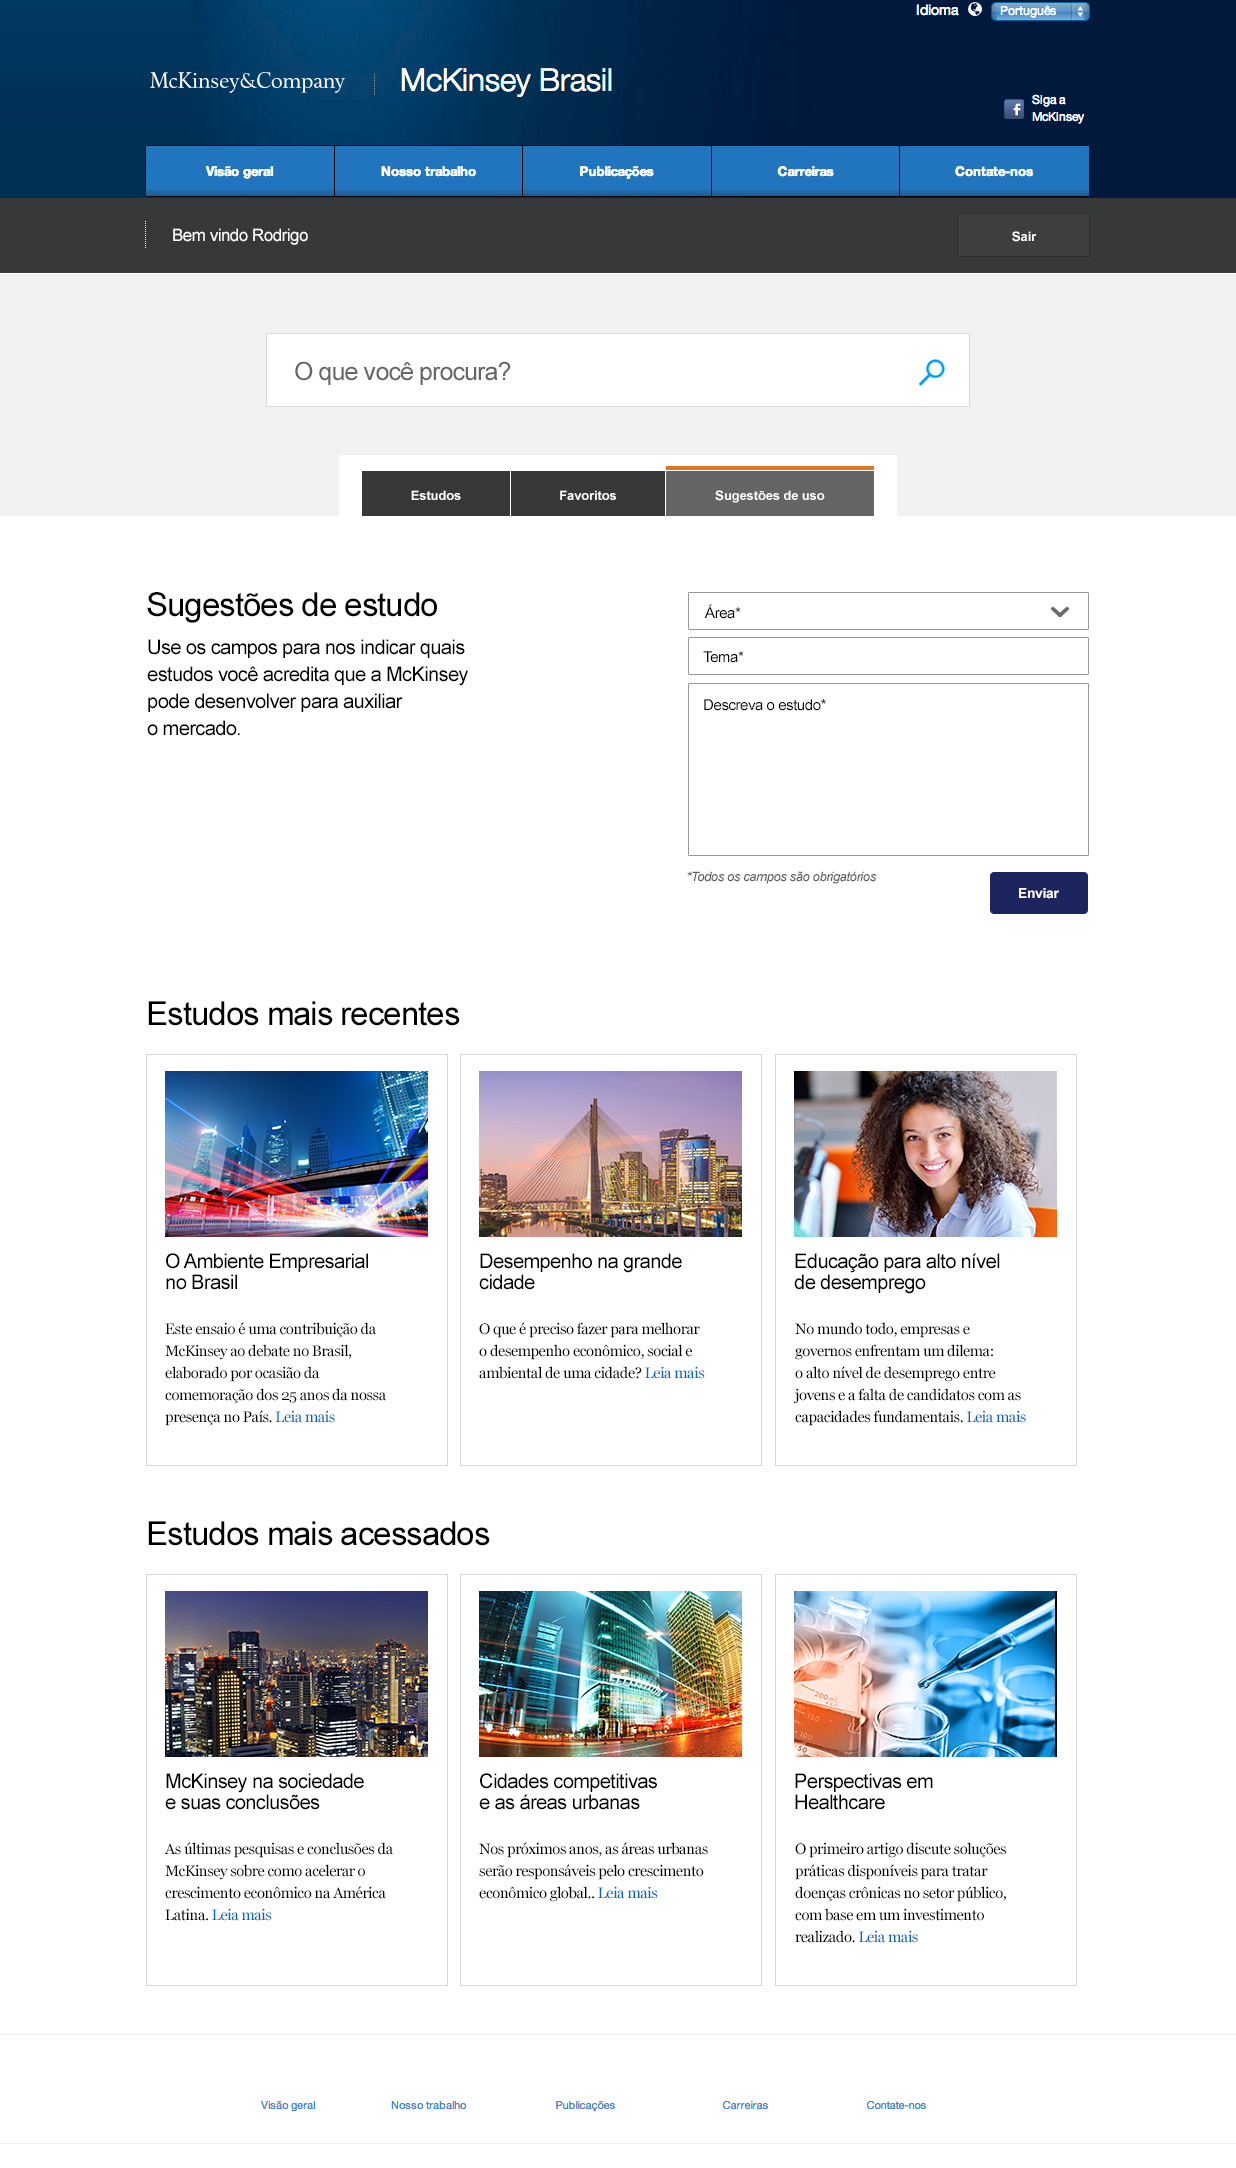 Idioma Português
McKinsey&Company McKinsey Brasil
Siga a
McKinsey
Visão geral Nosso trabalho Publicações Carreiras Contate-nos
Bem vindo Rodrigo Sair
O que você procura?
Estudos Favoritos Sugestões de uso
Sugestões de estudo
Use os campos para nos indicar quais
estudos você acredita que a McKinsey
pode desenvolver para auxiliar
o mercado.
Área*
Tema*
Descreva o estudo*
*Todos os campos são obrigatórios
Enviar
Estudos mais recentes
O Ambiente Empresarial
no Brasil
Este ensaio é uma contribuição da
McKinsey ao debate no Brasil,
elaborado por ocasião da
comemoração dos 25 anos da nossa
presença no País. Leia mais
Desempenho na grande
cidade
O que é preciso fazer para melhorar
o desempenho econômico, social e
ambiental de uma cidade? Leia mais
Educação para alto nível
de desemprego
No mundo todo, empresas e
governos enfrentam um dilema:
o alto nível de desemprego entre
jovens e a falta de candidatos com as
capacidades fundamentais. Leia mais
Estudos mais acessados
McKinsey na sociedade
e suas conclusões
As últimas pesquisas e conclusões da
McKinsey sobre como acelerar o
crescimento econômico na América
Latina. Leia mais
Cidades competitivas
e as áreas urbanas
Nos próximos anos, as áreas urbanas
serão responsáveis pelo crescimento
econômico global.. Leia mais
200 mL
150
100
50
Perspectivas em
Healthcare
O primeiro artigo discute soluções
práticas disponíveis para tratar
doenças crônicas no setor público,
com base em um investimento
realizado. Leia mais
Visão geral Nosso trabalho Publicações Carreiras Contate-nos